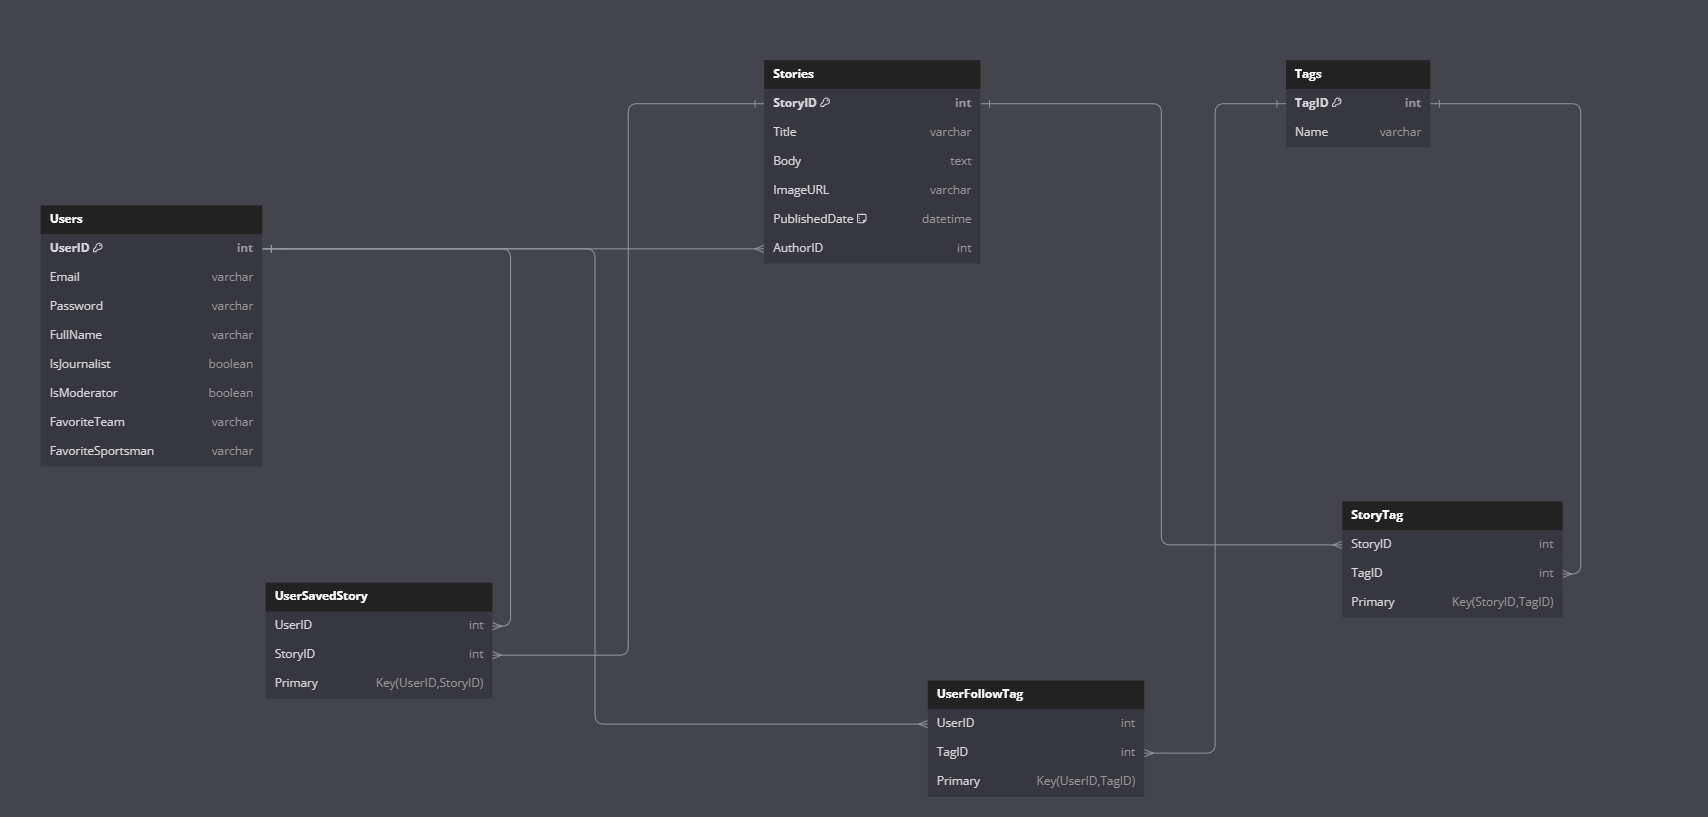 Stories
StoryID int
Title varchar
Body text
ImageURL varchar
PublishedDate datetime
AuthorID int
Tags
TagID int
Name varchar
Users
UserID int
Email varchar
Password varchar
FullName varchar
IsJournalist boolean
IsModerator boolean
FavoriteTeam varchar
FavoriteSportsman varchar
StoryTag
StoryID int
TagID int
Primary Key(StoryID,TagID)
UserSavedStory
UserID int
StoryID int
Primary Key(UserID,StoryID)
UserFollowTag
UserID int
TagID int
Primary Key(UserID,TagID)